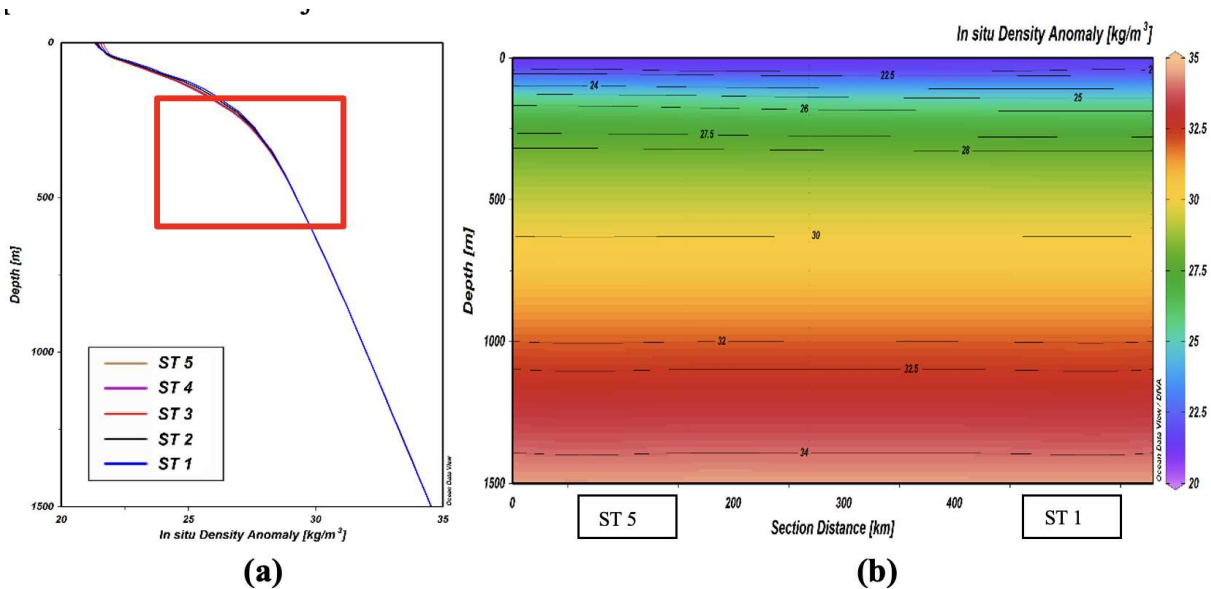 In situ Density Anomaly [kg/m³]
0
500
1000
1500
Depth [m]
20
25
30
35
In situ Density Anomaly [kg/m³]
ST 5
ST 4
ST 3
ST 2
ST 1
Ocean Data View
(a)
0
500
1000
1500
Depth [m]
22.5
24
25
26
27.5
28
30
32
32.5
34
0
200
300
400
Section Distance [km]
ST 5
ST 1
Ocean Data View / DIVA
35
32.5
30
27.5
25
22.5
20
(b)